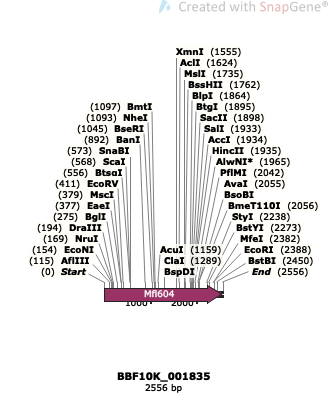 Created with SnapGene®
XmnI (1555)
AciI (1624)
MslI (1735)
BssHII (1762)
BlpI (1864)
(1097) BmtI BtgI (1895)
(1093) NheI SacII (1898)
(1045) BseRI SalI (1933)
(892) BanI AccI (1934)
(573) SnaBI HincII (1935)
(568) ScaI AlwNI* (1965)
(556) BtsαI PflMI (2042)
(411) EcoRV AvaI (2055)
(379) MscI BsoBI
(377) EaeI BmeT110I (2056)
(275) BglI StyI (2238)
(194) DraIII BstYI (2273)
(169) NruI MfeI (2382)
(154) EcoNI AcuI (1159) EcoRI (2388)
(115) AflIII ClaI (1289) BstBI (2450)
(0) Start BspDI End (2556)
Mfl604
1000 2000
BBF10K_001835
2556 bp